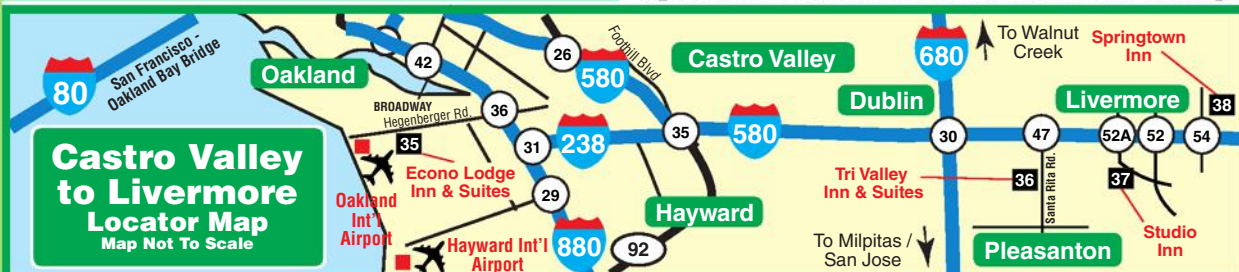 80
San Francisco -
Oakland Bay Bridge
Oakland
42
26
580
Foothill Blvd
Castro Valley
680
To Walnut
Creek
Springtown
Inn
38
Dublin
Livermore
BROADWAY
Hegenberger Rd.
36
31
238
35
580
30
47
52A
52
54
Castro Valley
to Livermore
Locator Map
Map Not To Scale
35
Econo Lodge
Inn & Suites
29
Oakland
Int'l
Airport
Hayward Int'l
Airport
880
92
Hayward
Tri Valley
Inn & Suites
36
Santa Rita Rd.
37
Studio
Inn
To Milpitas /
San Jose
Pleasanton